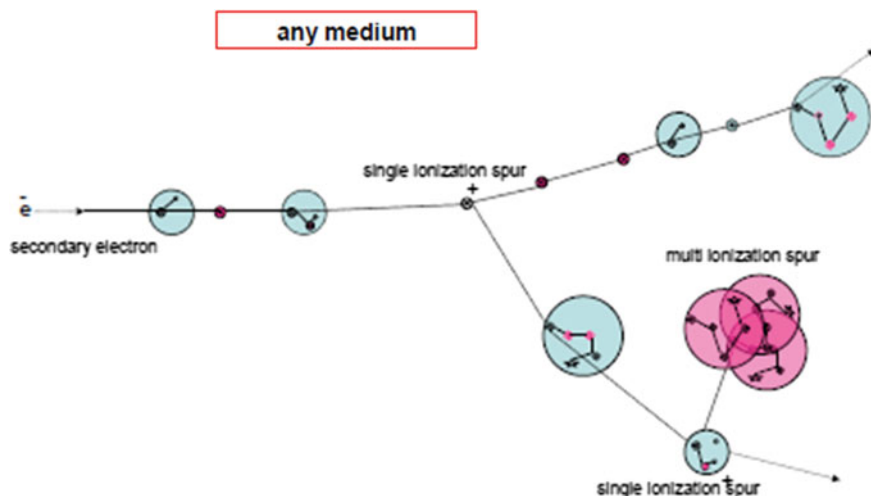 any medium
single ionization spur
+
e-
secondary electron
multi ionization spur
single ionization spur
+